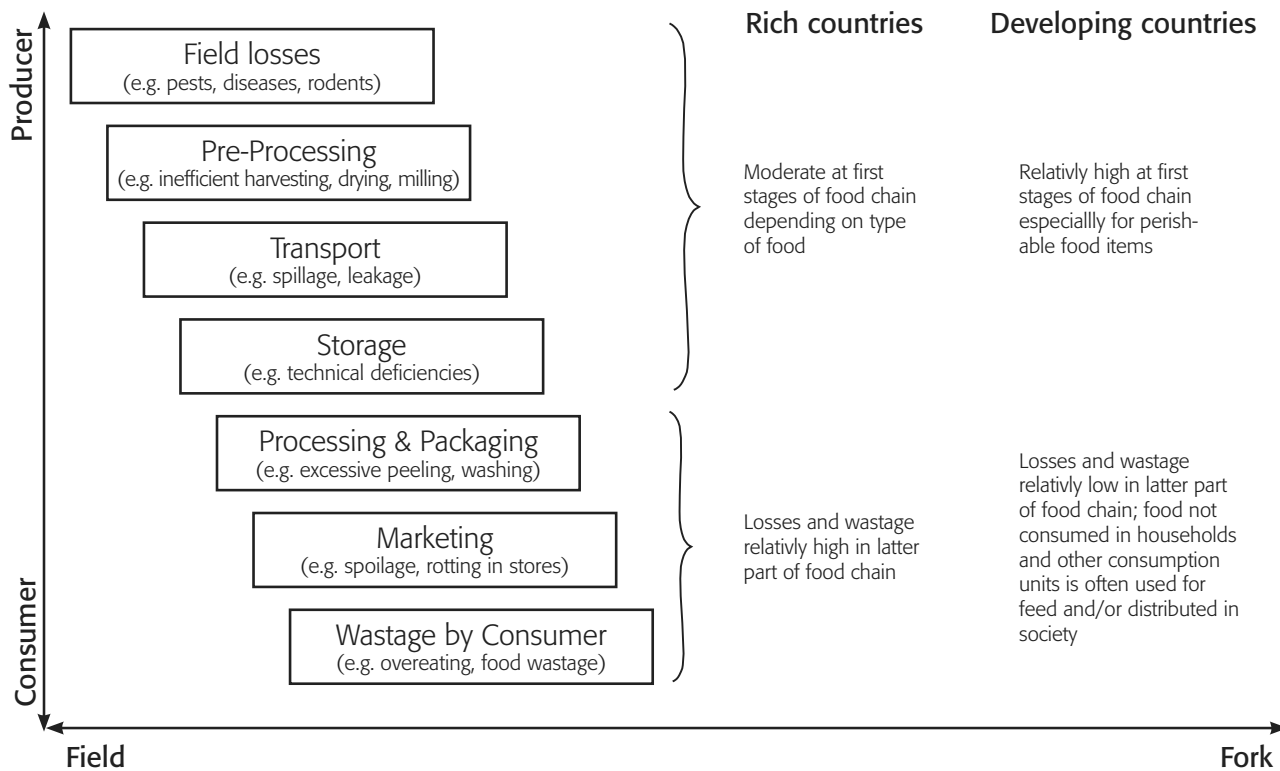 Producer
Consumer
Field losses
(e.g. pests, diseases, rodents)
Pre-Processing
(e.g. inefficient harvesting, drying, milling)
Transport
(e.g. spillage, leakage)
Storage
(e.g. technical deficiencies)
Processing & Packaging
(e.g. excessive peeling, washing)
Marketing
(e.g. spoilage, rotting in stores)
Wastage by Consumer
(e.g. overeating, food wastage)
Rich countries
Moderate at first
stages of food chain
depending on type
of food
Losses and wastage
relativly high in latter
part of food chain
Developing countries
Relativly high at first
stages of food chain
especiallly for perish-
able food items
Losses and wastage
relativly low in latter part
of food chain; food not
consumed in households
and other consumption
units is often used for
feed and/or distributed in
society
Field
Fork